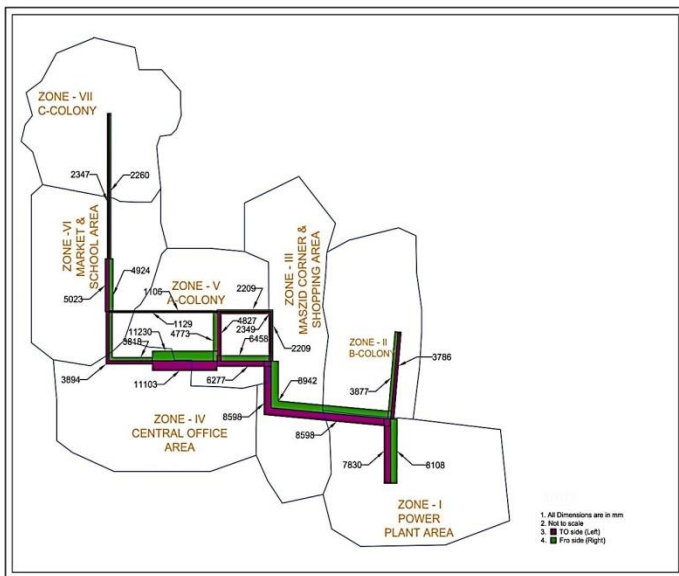 ZONE - VII
C-COLONY
2347
2260
ZONE -VI
MARKET &
SCHOOL AREA
4924
5023
1106
ZONE - V
A-COLONY
2209
ZONE - III
MASZID CORNER &
SHOPPING AREA
1129
11230
3818
4773
4827
2349
6458
2209
ZONE - II
B-COLONY
3786
3877
3894
11103
6277
8942
8598
8598
ZONE - IV
CENTRAL OFFICE
AREA
7830
8108
ZONE - I
POWER
PLANT AREA
1. All Dimensions are in mm
2. Not to scale
3. TO side (Left)
4. Fro side (Right)